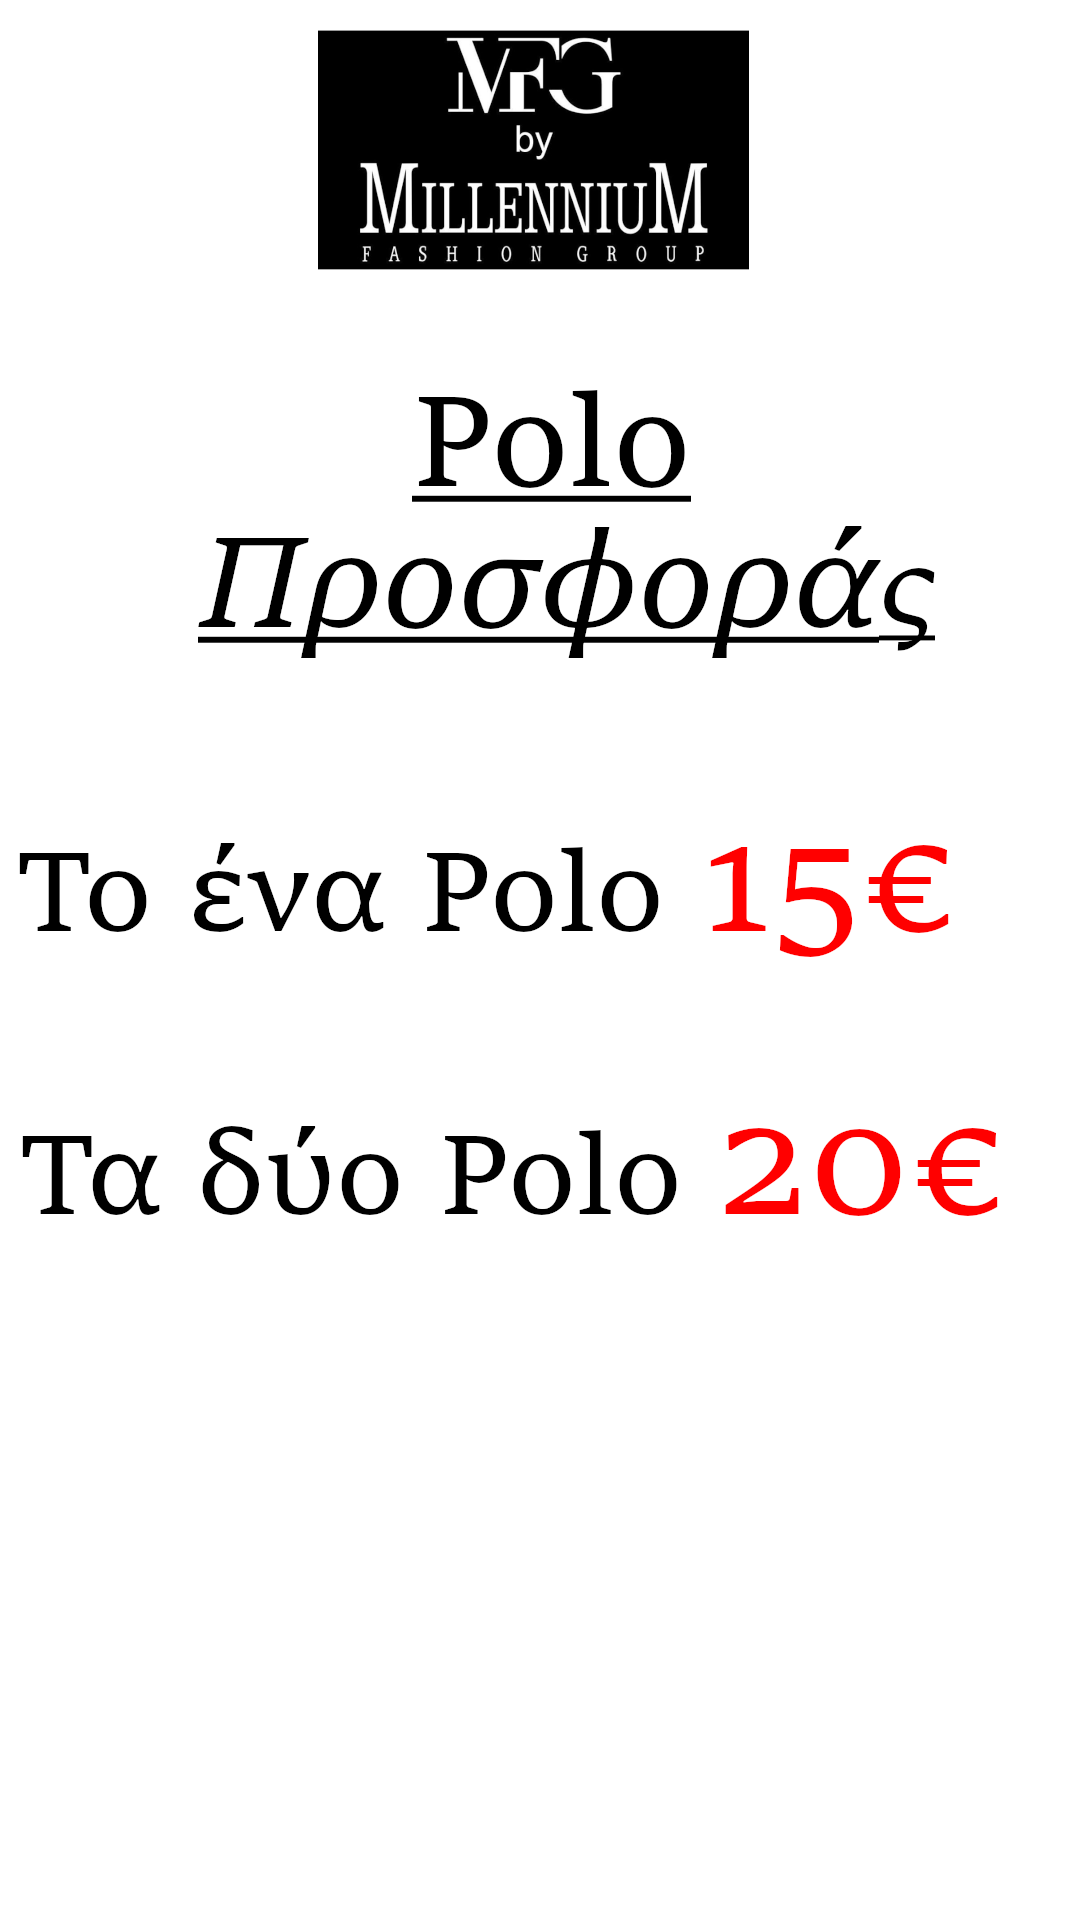 MFG
by
MILLENNIUM
FASHION GROUP
Polo
Προσφοράς
Το ένα Polo 15€
Τα δύο Polo 20€